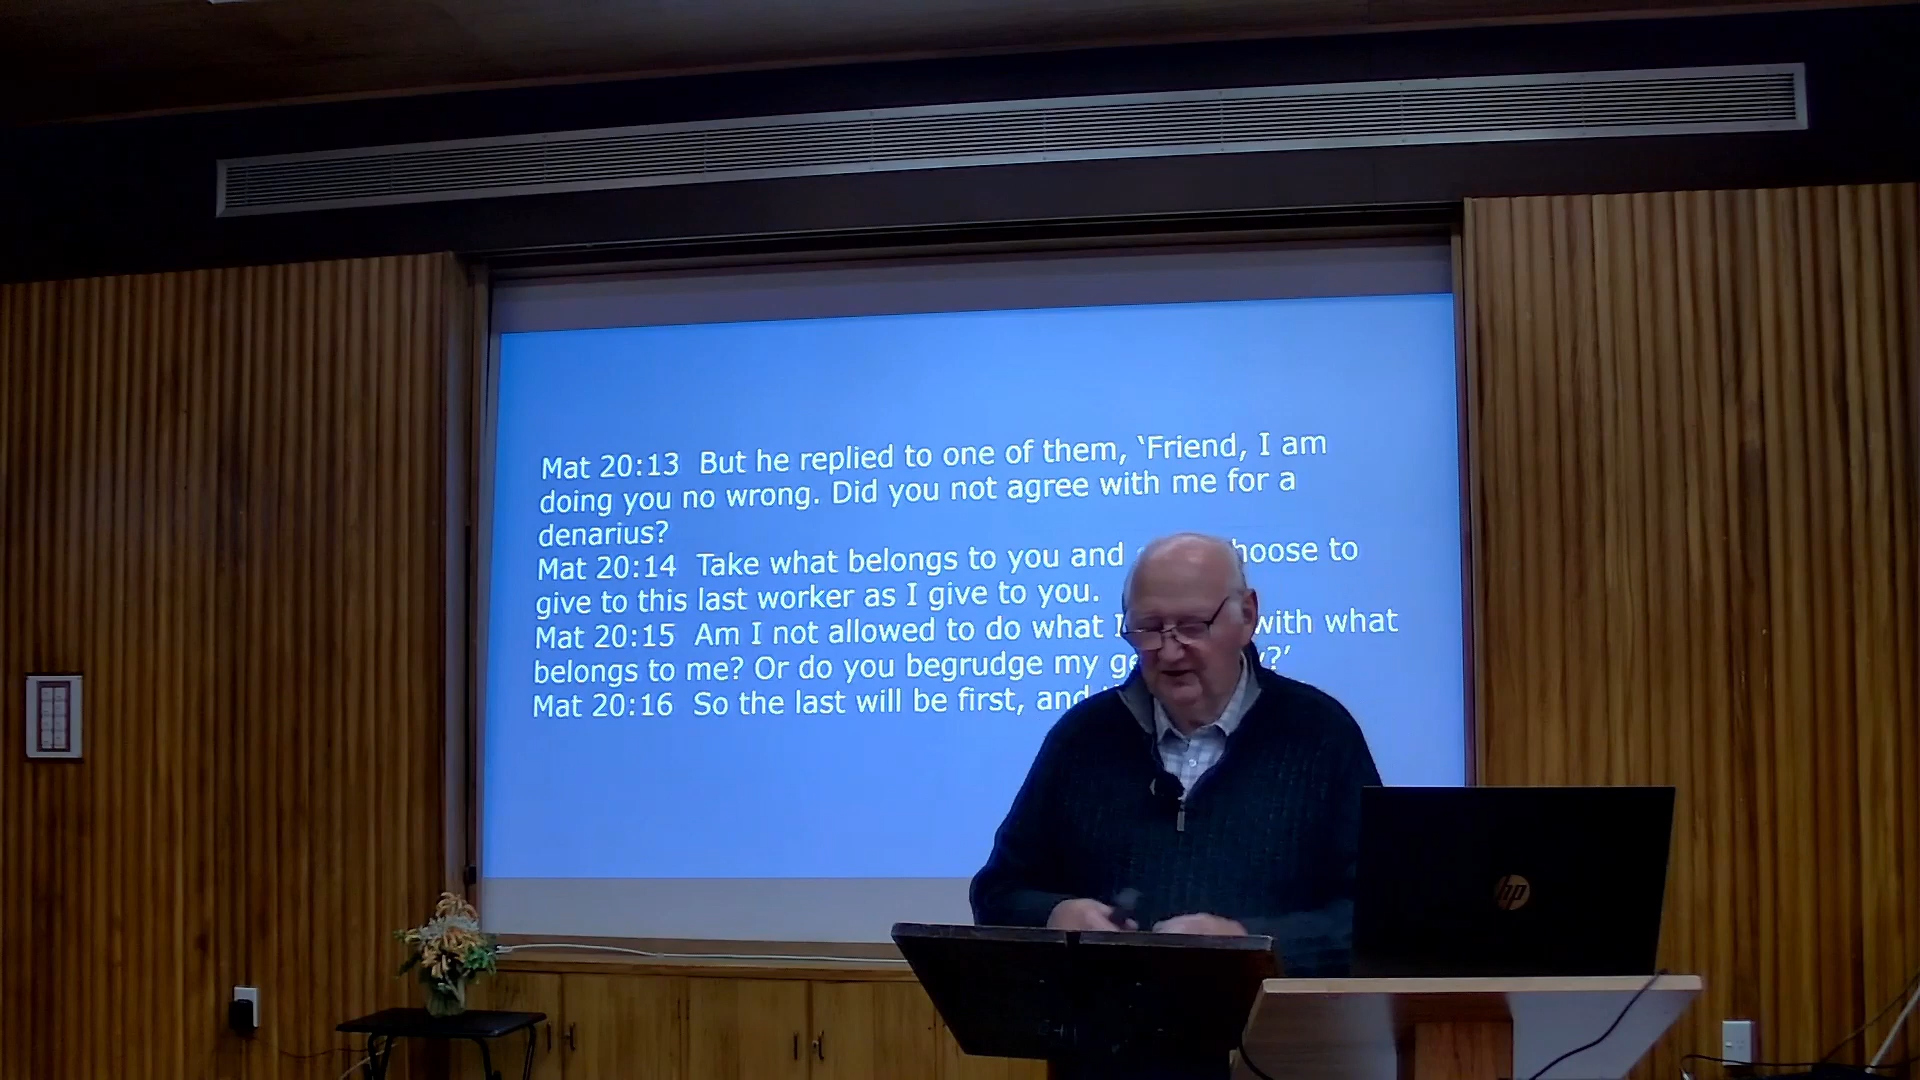 Mat 20:13 But he replied to one of them, ‘Friend, I am
doing you no wrong. Did you not agree with me for a
denarius?
Mat 20:14 Take what belongs to you and hoose to
give to this last worker as I give to you.
Mat 20:15 Am I not allowed to do what I with what
belongs to me? Or do you begrudge my ge y?’
Mat 20:16 So the last will be first, and
hp